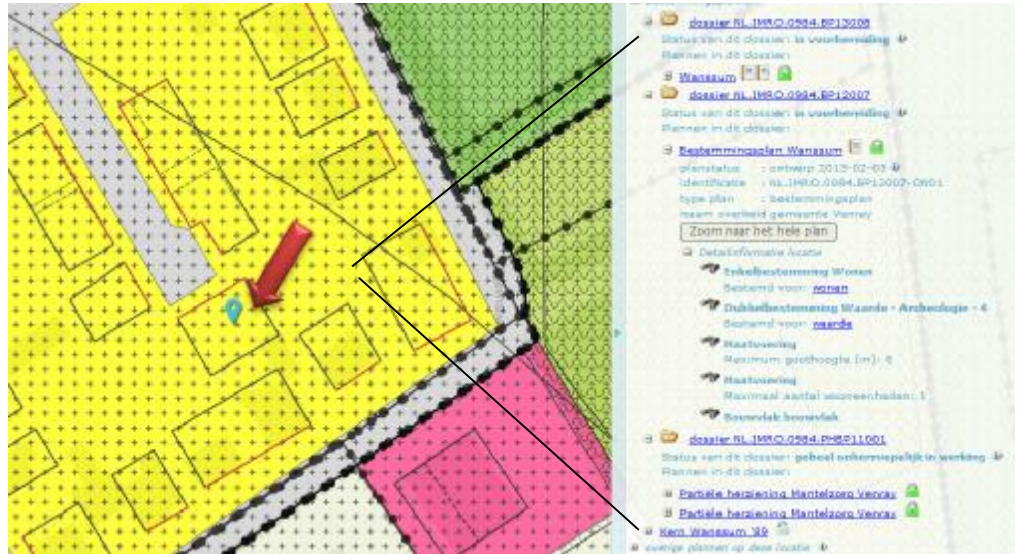 dossier NL.IMRO.0984.BP13008
Status van dit dossier: in voorbereiding
Plannen in dit dossier:
Wanssum
dossier NL.IMRO.0984.BP12007
Status van dit dossier: in voorbereiding
Plannen in dit dossier:
Bestemmingsplan Wanssum
planstatus : ontwerp 2013-02-03
identificatie : NL.IMRO.0984.BP12007-ON01
type plan : bestemmingsplan
naam overheid gemeente Venray
Zoom naar het hele plan
Detailinformatie locatie
Enkelbestemming Wonen
Bestemd voor: wonen
Dubbelbestemming Waarde - Archeologie - 4
Bestemd voor: waarde
Maatvoering
Maximum goothoogte (m): 6
Maatvoering
Maximaal aantal wooneenheden: 1
Bouwvlak bouwvlak
dossier NL.IMRO.0984.PHBP11001
Status van dit dossier: geheel onherroepelijk in werking
Plannen in dit dossier:
Partiële herziening Mantelzorg Venray
Partiële herziening Mantelzorg Venray
Kern Wanssum '89
overige plannen op deze locatie